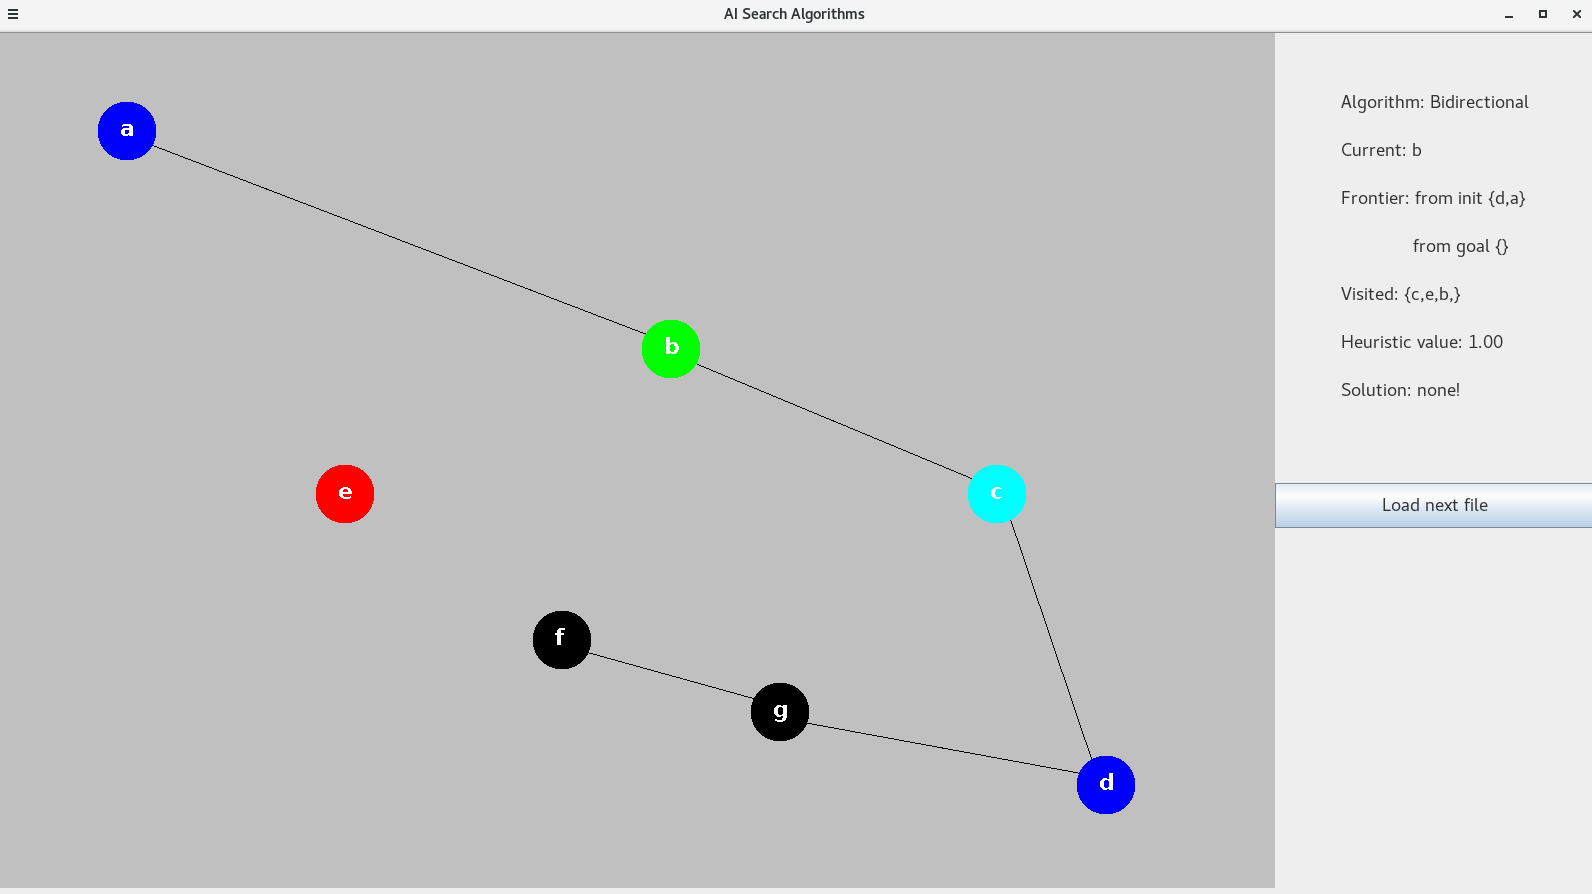 AI Search Algorithms
a
b
e
c
f
g
d
Algorithm: Bidirectional
Current: b
Frontier: from init {d,a}
from goal {}
Visited: {c,e,b,}
Heuristic value: 1.00
Solution: none!
Load next file